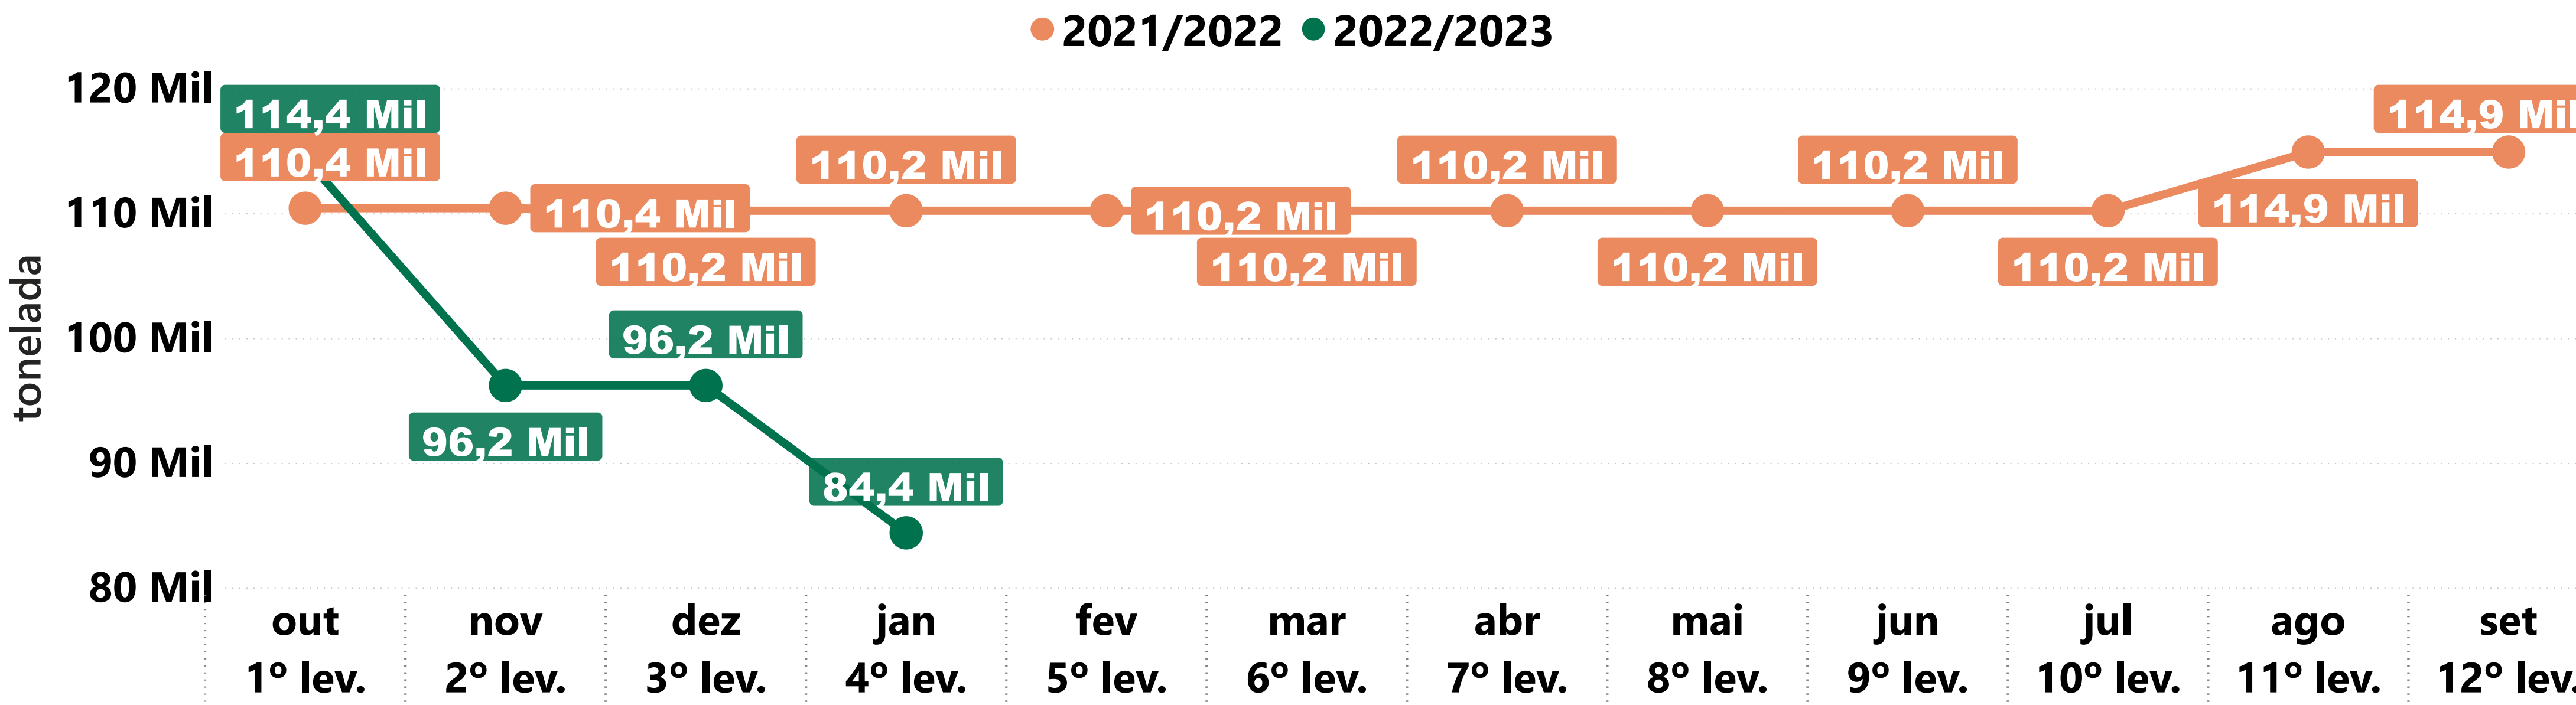 2021/2022 2022/2023
tonelada
120 Mil
110 Mil
100 Mil
90 Mil
80 Mil
114,4 Mil
110,4 Mil
110,4 Mil
110,2 Mil
110,2 Mil
110,2 Mil
110,2 Mil
110,2 Mil
110,2 Mil
110,2 Mil
110,2 Mil
114,9 Mil
114,9 Mil
96,2 Mil
96,2 Mil
84,4 Mil
out nov dez jan fev mar abr mai jun jul ago set
1º lev. 2º lev. 3º lev. 4º lev. 5º lev. 6º lev. 7º lev. 8º lev. 9º lev. 10º lev. 11º lev. 12º lev.